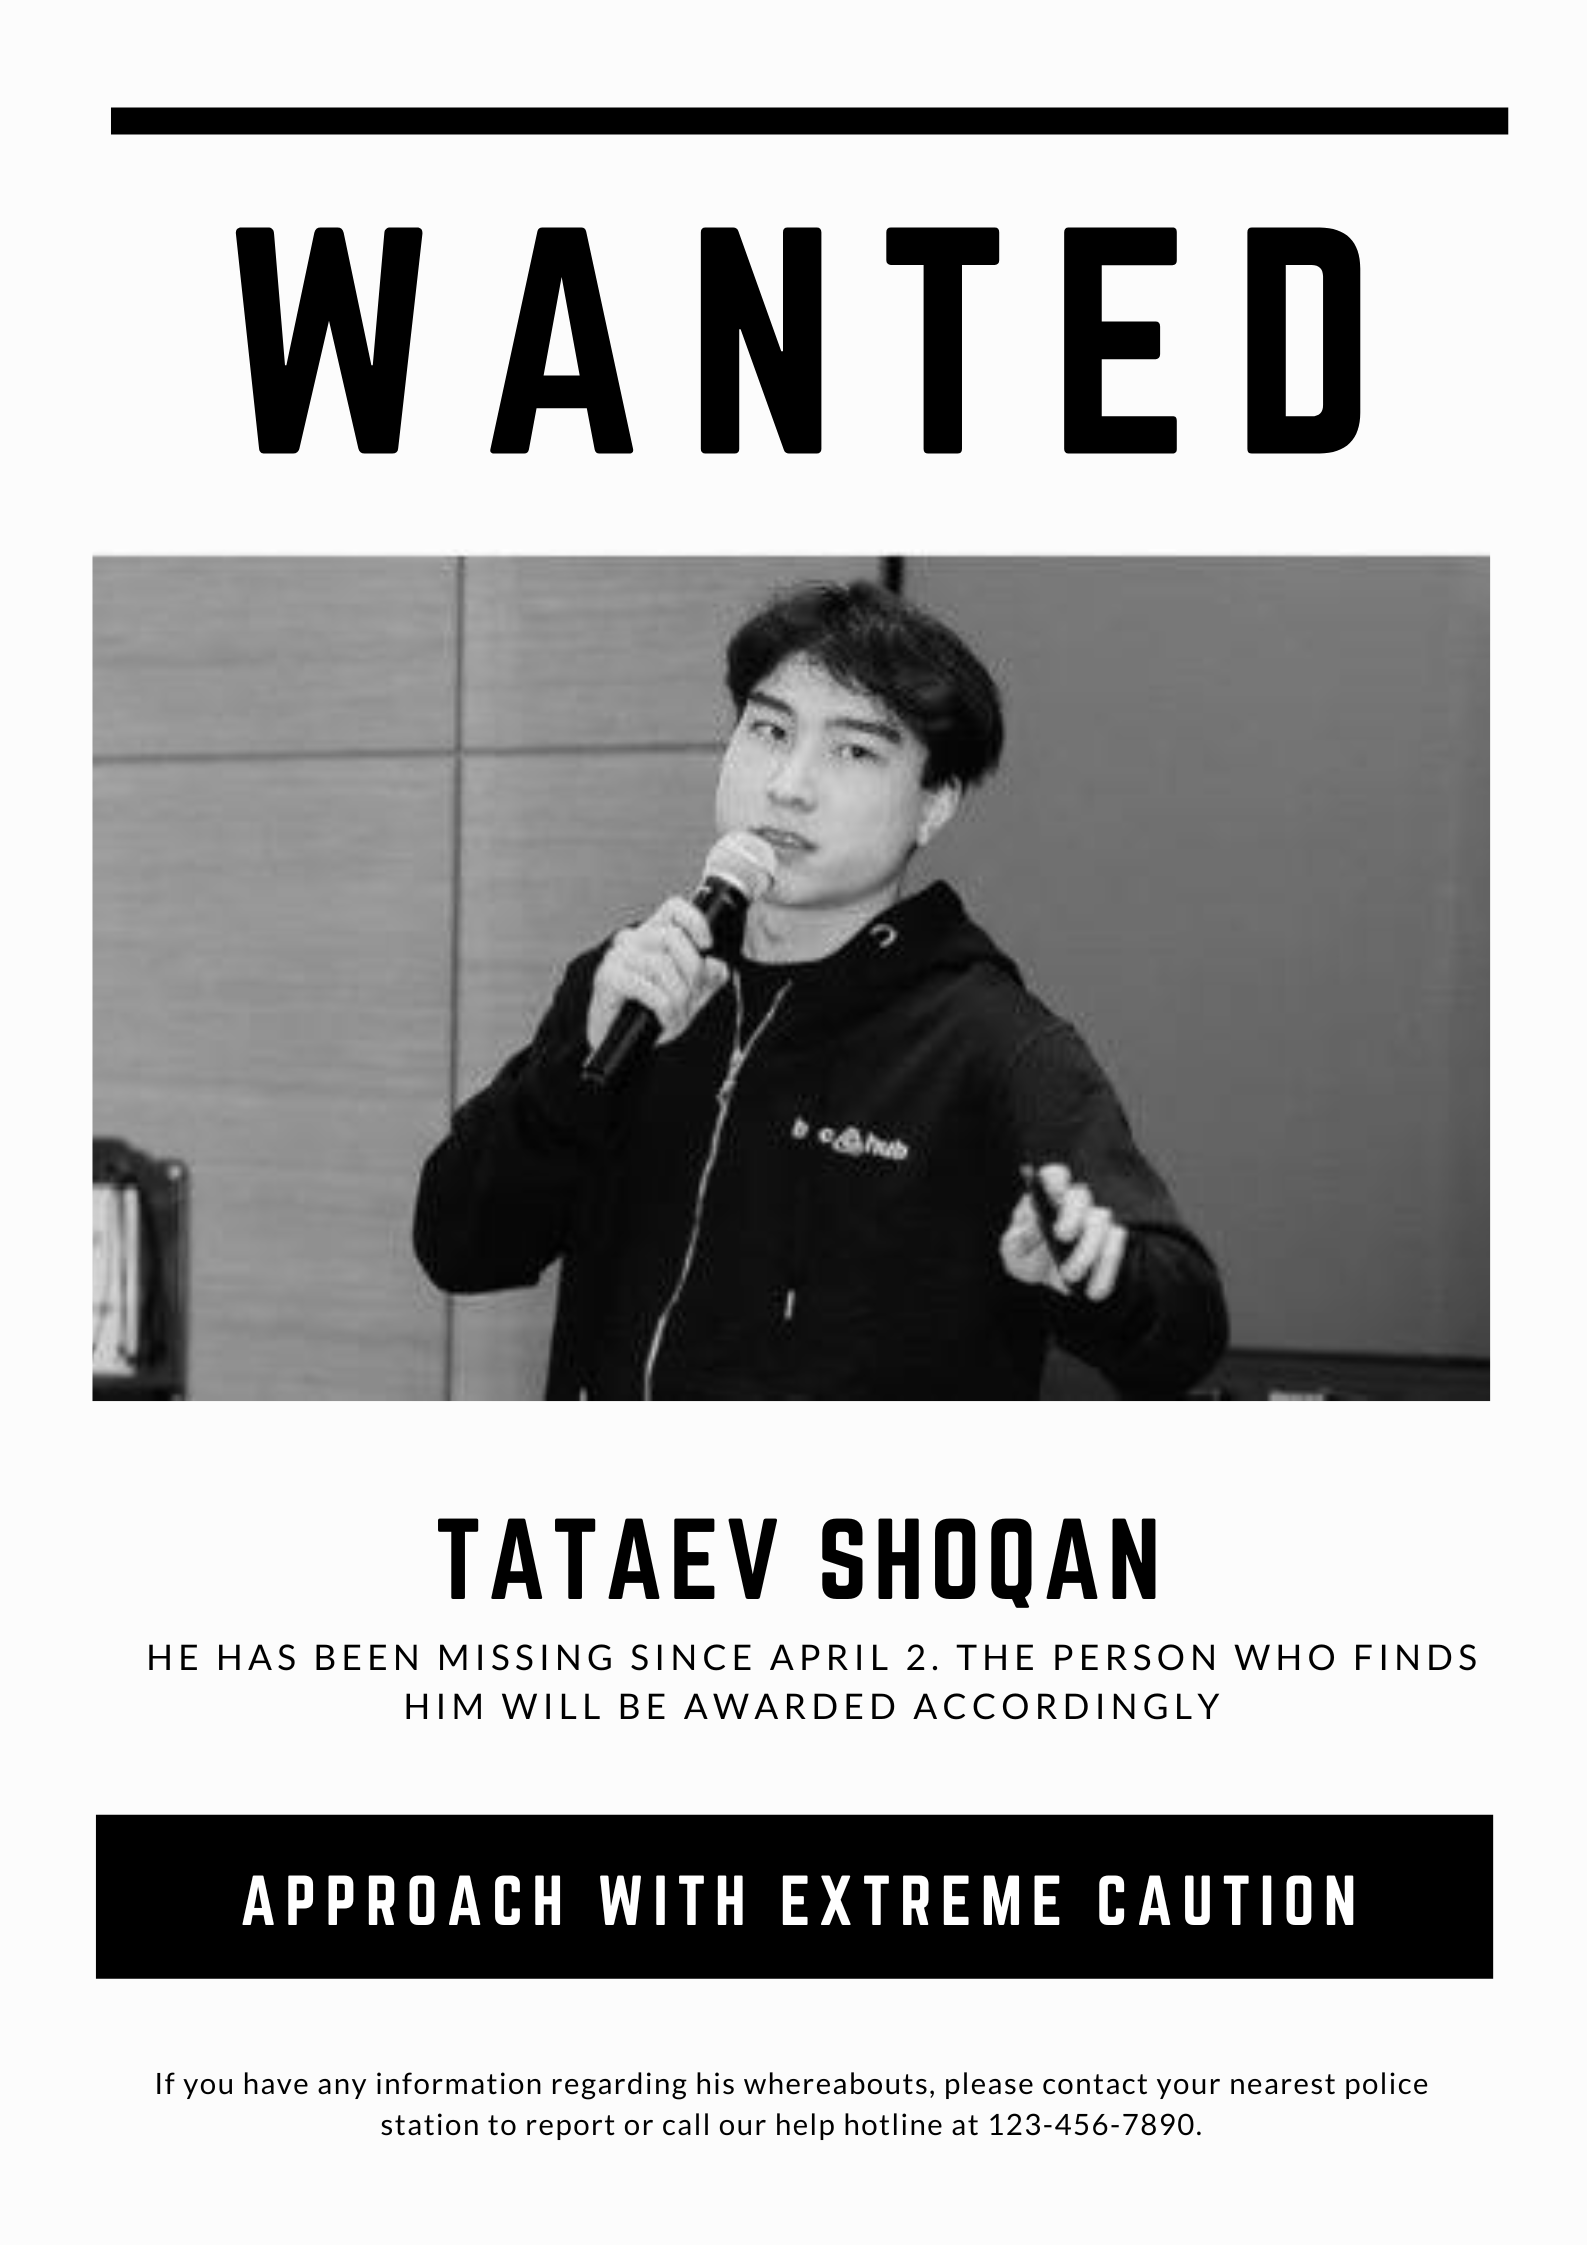 WANTED
hub
TATAEV SHOQAN
HE HAS BEEN MISSING SINCE APRIL 2. THE PERSON WHO FINDS
HIM WILL BE AWARDED ACCORDINGLY
APPROACH WITH EXTREME CAUTION
If you have any information regarding his whereabouts, please contact your nearest police
station to report or call our help hotline at 123-456-7890.